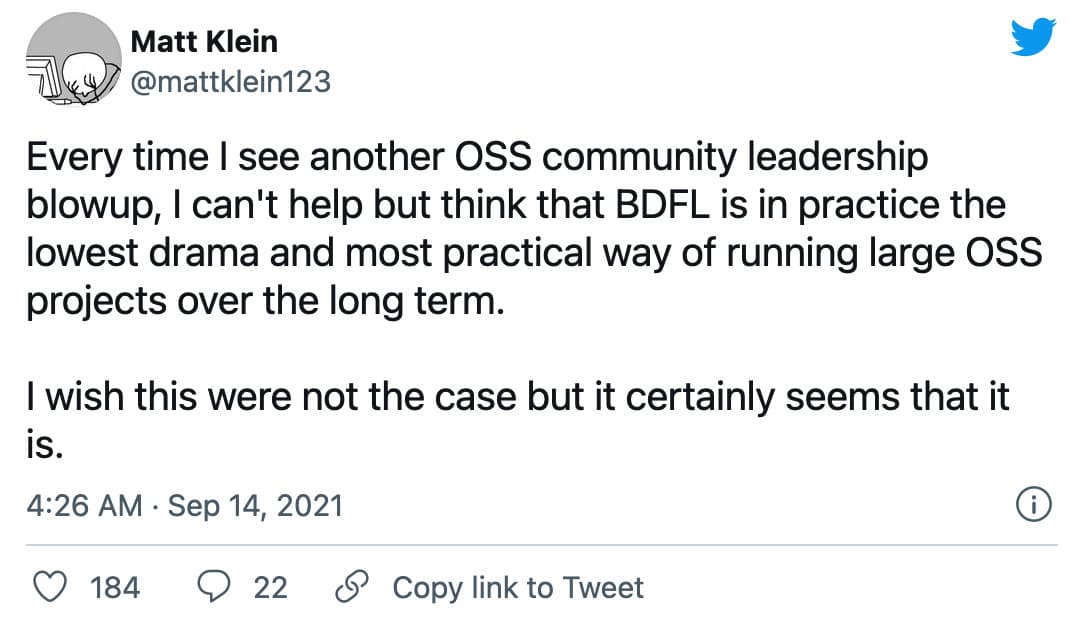 Matt Klein
@mattklein123
Every time I see another OSS community leadership
blowup, I can't help but think that BDFL is in practice the
lowest drama and most practical way of running large OSS
projects over the long term.
I wish this were not the case but it certainly seems that it
is.
4:26 AM · Sep 14, 2021
184 22 Copy link to Tweet